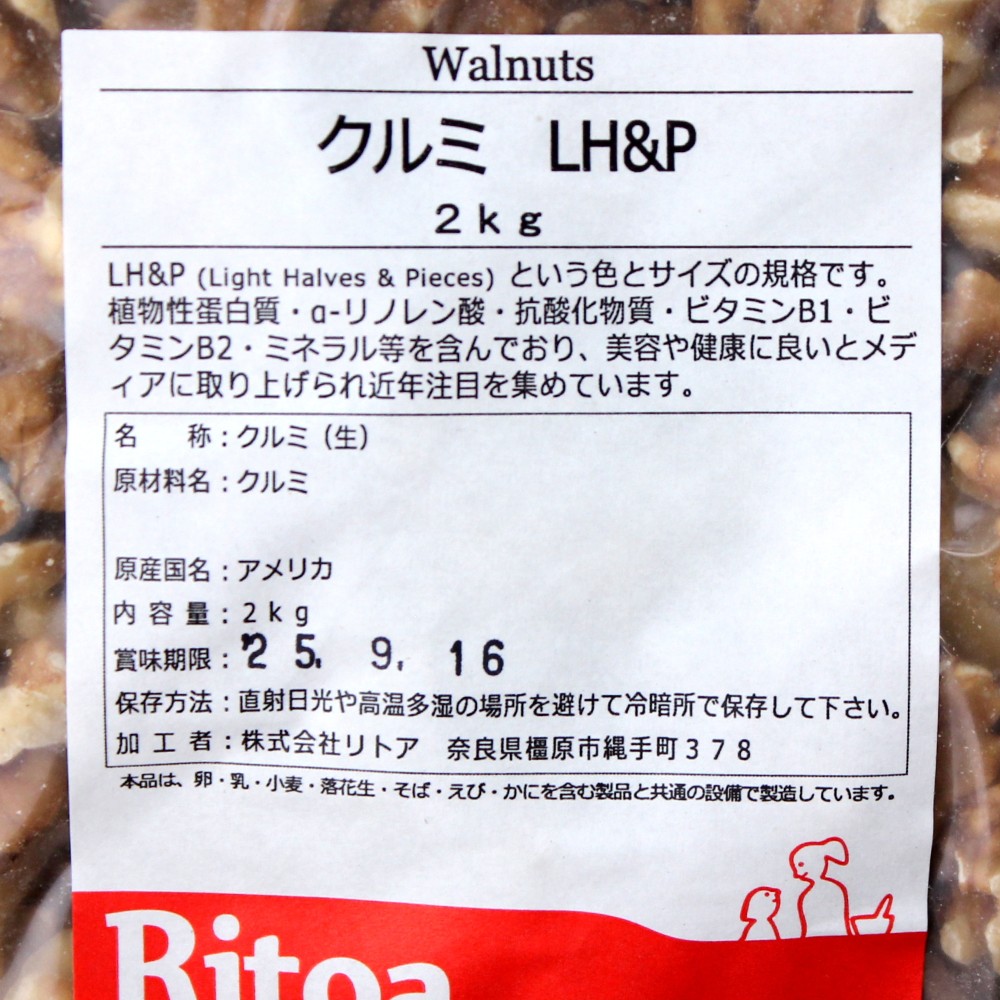 Walnuts
クルミ LH&P
2kg
LH&P (Light Halves & Pieces) という色とサイズの規格です。
植物性蛋白質・α-リノレン酸・抗酸化物質・ビタミンB1・ビ
タミンB2・ミネラル等を含んでおり、美容や健康に良いとメデ
ィアに取り上げられ近年注目を集めています。
名 称:クルミ(生)
原材料名:クルミ
原産国名:アメリカ
内容量:2kg
賞味期限:'25. 9. 16
保存方法:直射日光や高温多湿の場所を避けて冷暗所で保存して下さい。
加工者:株式会社リトア 奈良県橿原市縄手町378
本品は、卵・乳・小麦・落花生・そば・えび・かにを含む製品と共通の設備で製造しています。
Ritoa